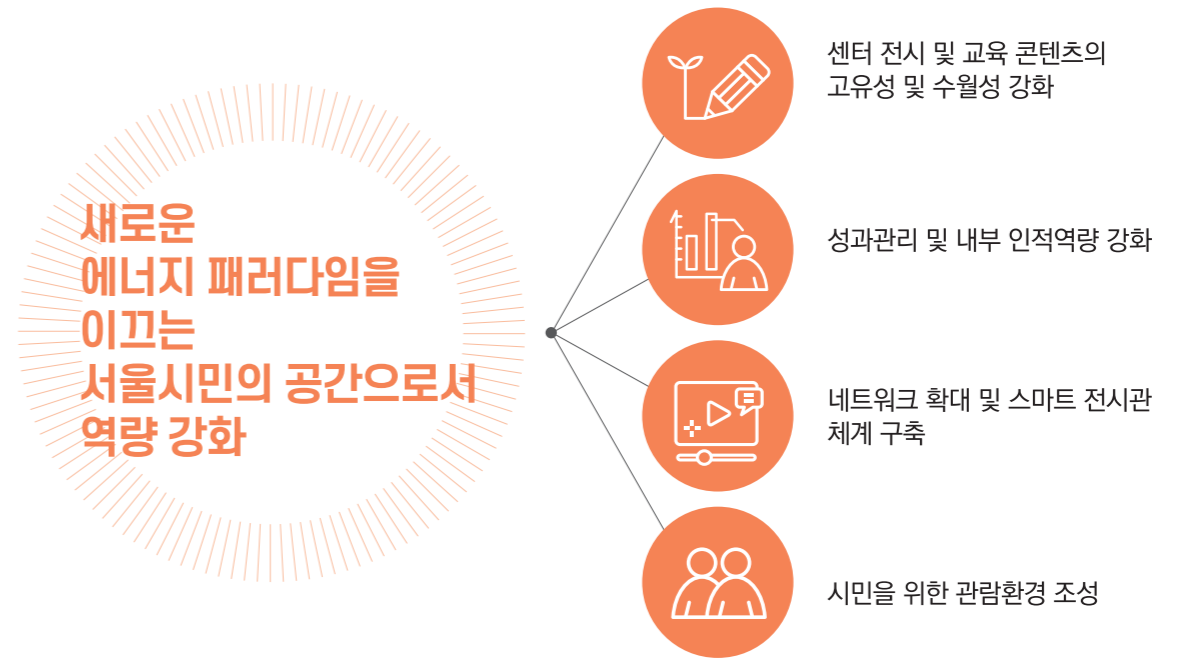 새로운
에너지 패러다임을
이끄는
서울시민의 공간으로서
역량 강화
센터 전시 및 교육 콘텐츠의
고유성 및 수월성 강화
성과관리 및 내부 인적역량 강화
네트워크 확대 및 스마트 전시관
체계 구축
시민을 위한 관람환경 조성